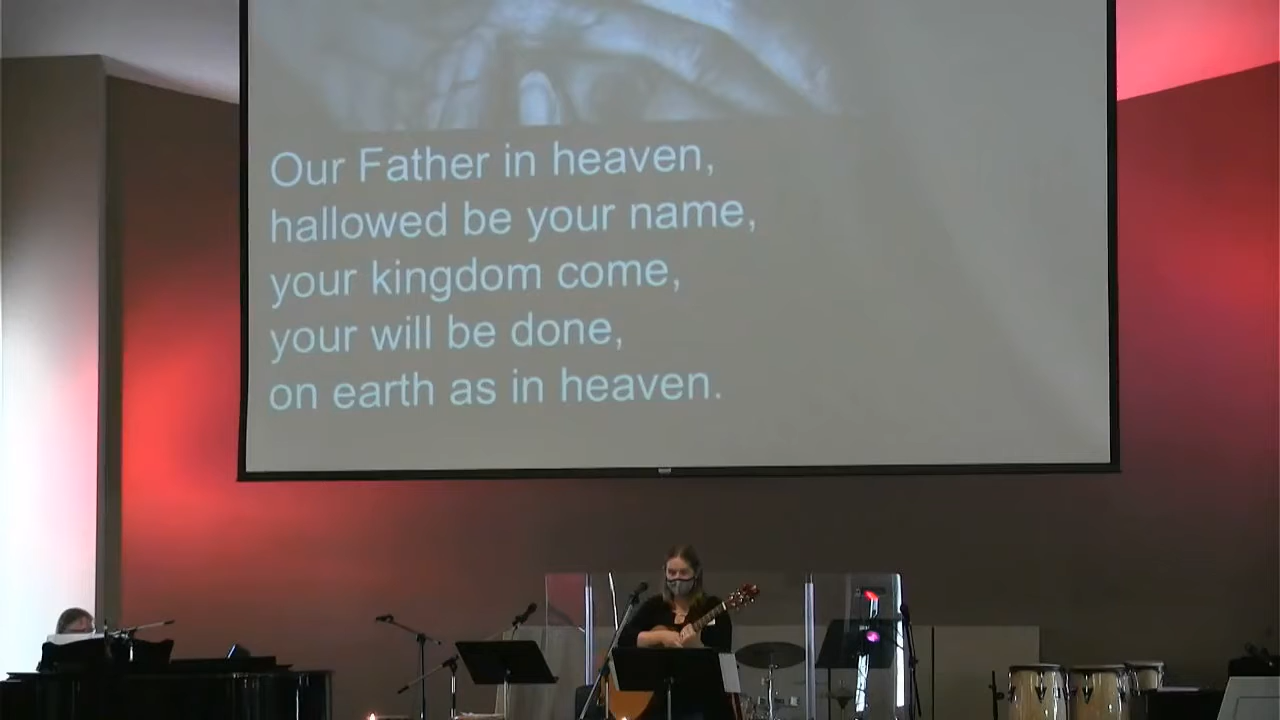 Our Father in heaven,
hallowed be your name,
your kingdom come,
your will be done,
on earth as in heaven.